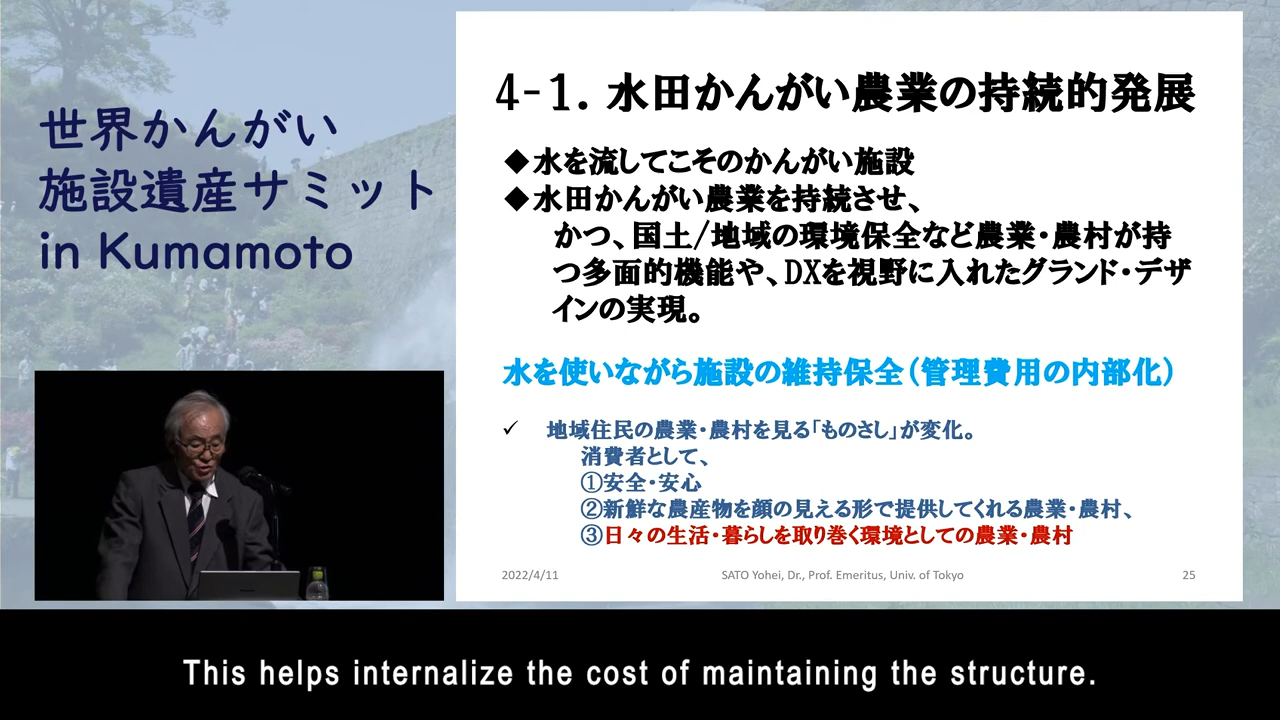 世界かんがい
施設遺産サミット
in Kumamoto
4-1. 水田かんがい農業の持続的発展
◆水を流してこそのかんがい施設
◆水田かんがい農業を持続させ、
かつ、国土/地域の環境保全など農業・農村が持
つ多面的機能や、DXを視野に入れたグランド・デザ
インの実現。
水を使いながら施設の維持保全（管理費用の内部化）
✓ 地域住民の農業・農村を見る「ものさし」が変化。
消費者として、
①安全・安心
②新鮮な農産物を顔の見える形で提供してくれる農業・農村、
③日々の生活・暮らしを取り巻く環境としての農業・農村
2022/4/11 SATO Yohei, Dr., Prof. Emeritus, Univ. of Tokyo 25
This helps internalize the cost of maintaining the structure.